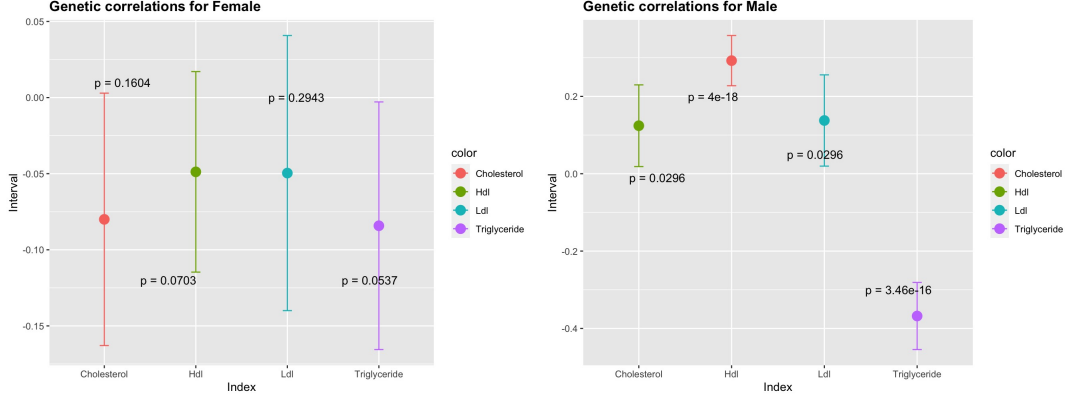 Genetic correlations for Female
0.05
0.00
-0.05
-0.10
-0.15
Interval
p = 0.1604
p = 0.2943
p = 0.0703
p = 0.0537
Cholesterol
Hdl
Ldl
Triglyceride
Index
color
Cholesterol
Hdl
Ldl
Triglyceride
Genetic correlations for Male
0.2
0.0
-0.2
-0.4
Interval
p = 4e-18
p = 0.0296
p = 0.0296
p = 3.46e-16
Cholesterol
Hdl
Ldl
Triglyceride
Index
color
Cholesterol
Hdl
Ldl
Triglyceride